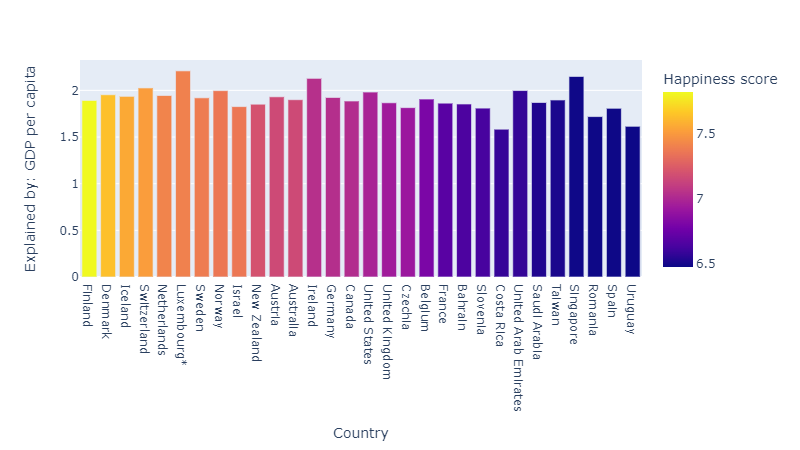 Happiness score
7.5
7
6.5
Explained by: GDP per capita
2
1.5
1
0.5
0
Finland
Denmark
Iceland
Switzerland
Netherlands
Luxembourg*
Sweden
Norway
Israel
New Zealand
Austria
Australia
Ireland
Germany
Canada
United States
United Kingdom
Czechia
Belgium
France
Bahrain
Slovenia
Costa Rica
United Arab Emirates
Saudi Arabia
Taiwan
Singapore
Romania
Spain
Uruguay
Country